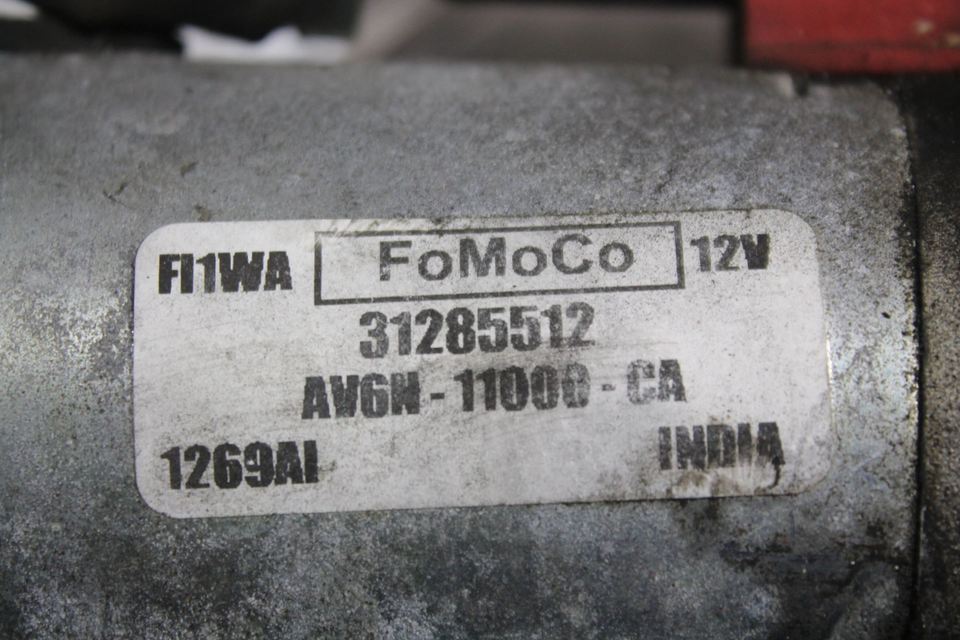 FI1WA FoMoCo 12V
31285512
AV6N - 11000 - CA
1269AI INDIA